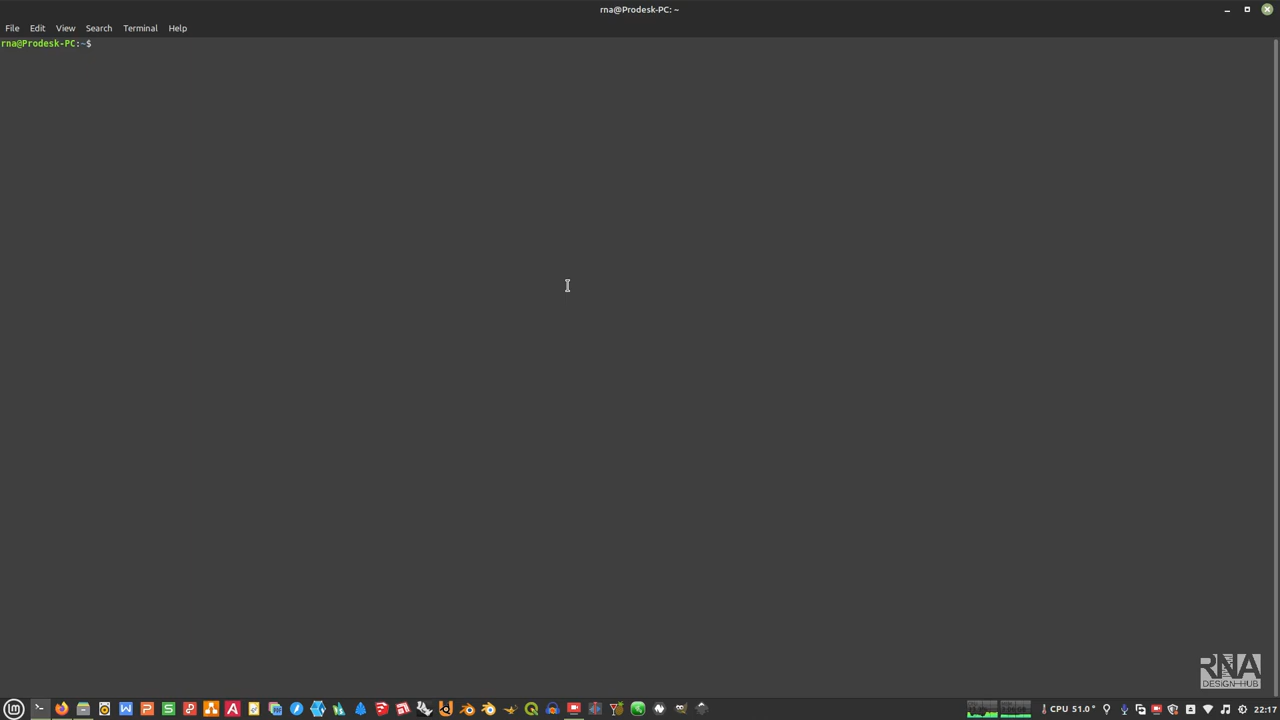 rna@Prodesk-PC: ~
File Edit View Search Terminal Help
rna@Prodesk-PC:~$
RNA
DESIGN-HUB
CPU 51.0° 22:17